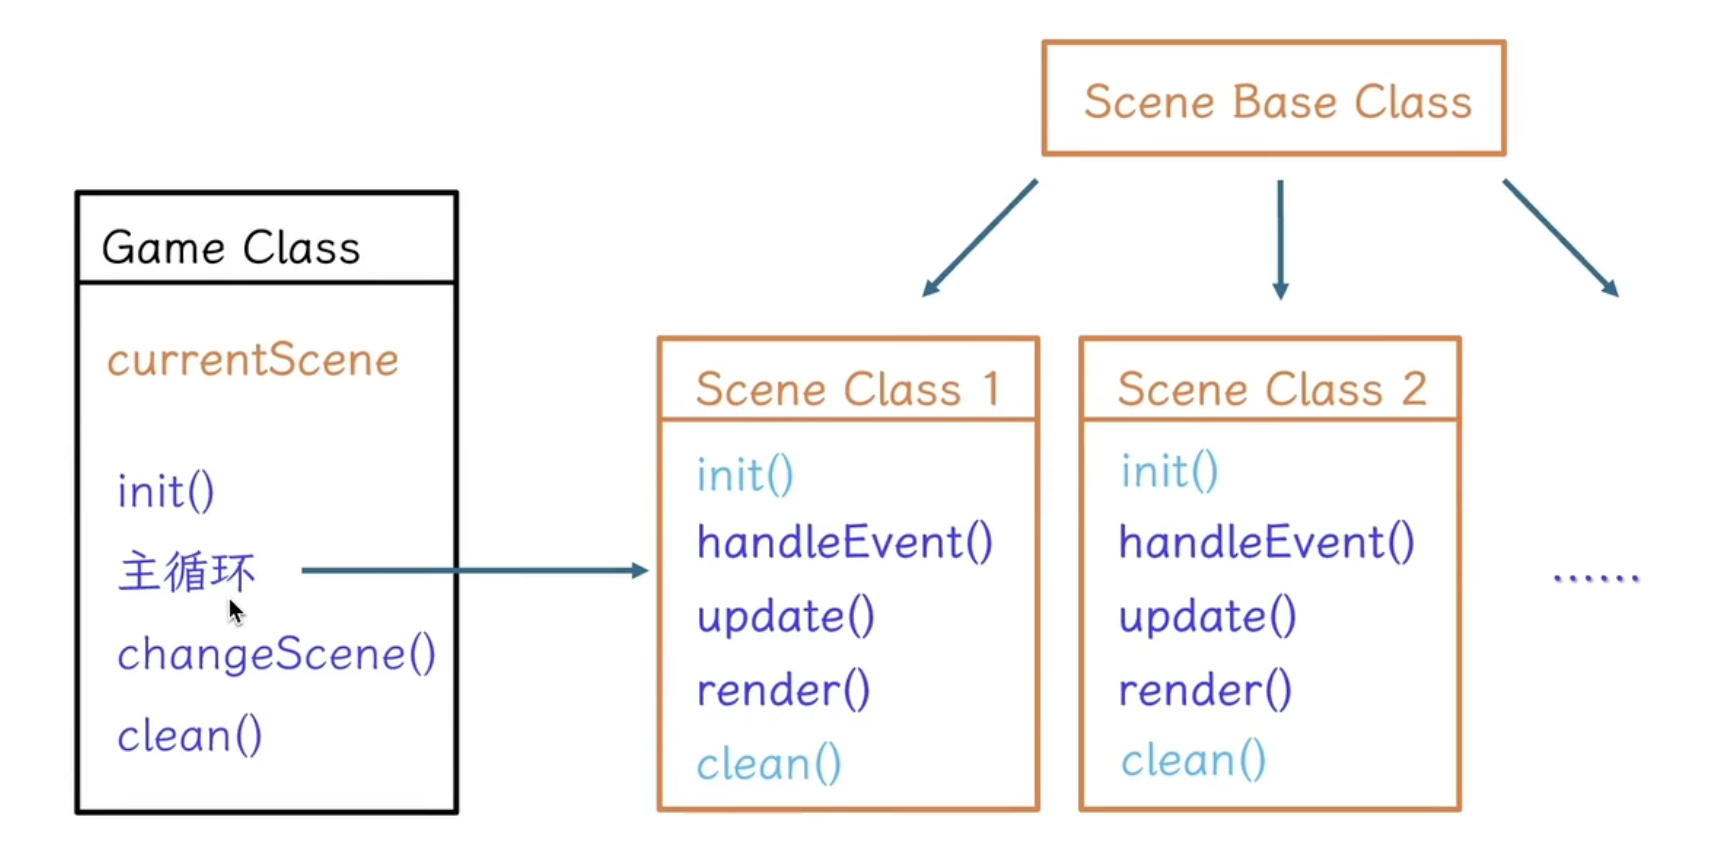 Scene Base Class
Game Class
currentScene
init()
主循环
changeScene()
clean()
Scene Class 1
init()
handleEvent()
update()
render()
clean()
Scene Class 2
init()
handleEvent()
update()
render()
clean()
......